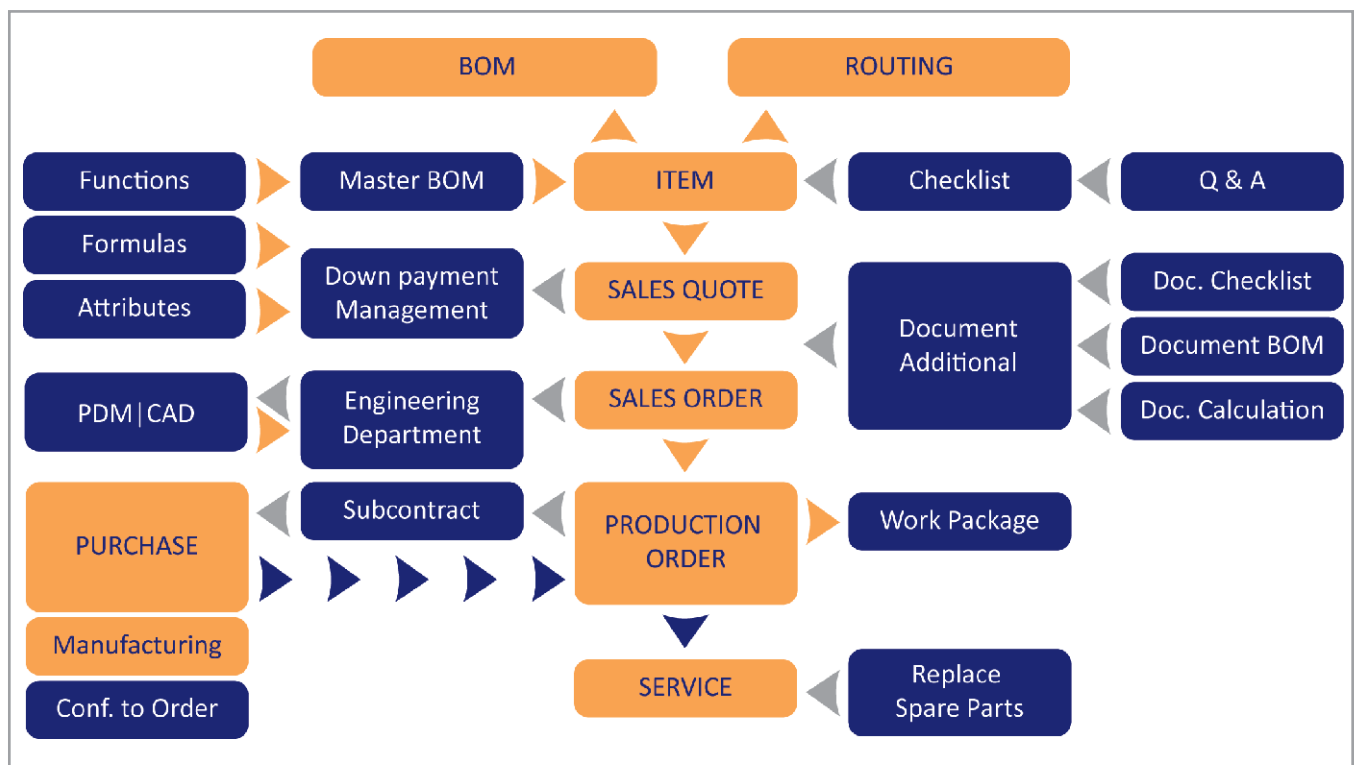 BOM
ROUTING
Functions
Master BOM
ITEM
Checklist
Q & A
Formulas
Attributes
Down payment
Management
SALES QUOTE
Document
Additional
Doc. Checklist
Document BOM
Doc. Calculation
PDM|CAD
Engineering
Department
SALES ORDER
PURCHASE
Subcontract
PRODUCTION
ORDER
Work Package
Manufacturing
Conf. to Order
SERVICE
Replace
Spare Parts